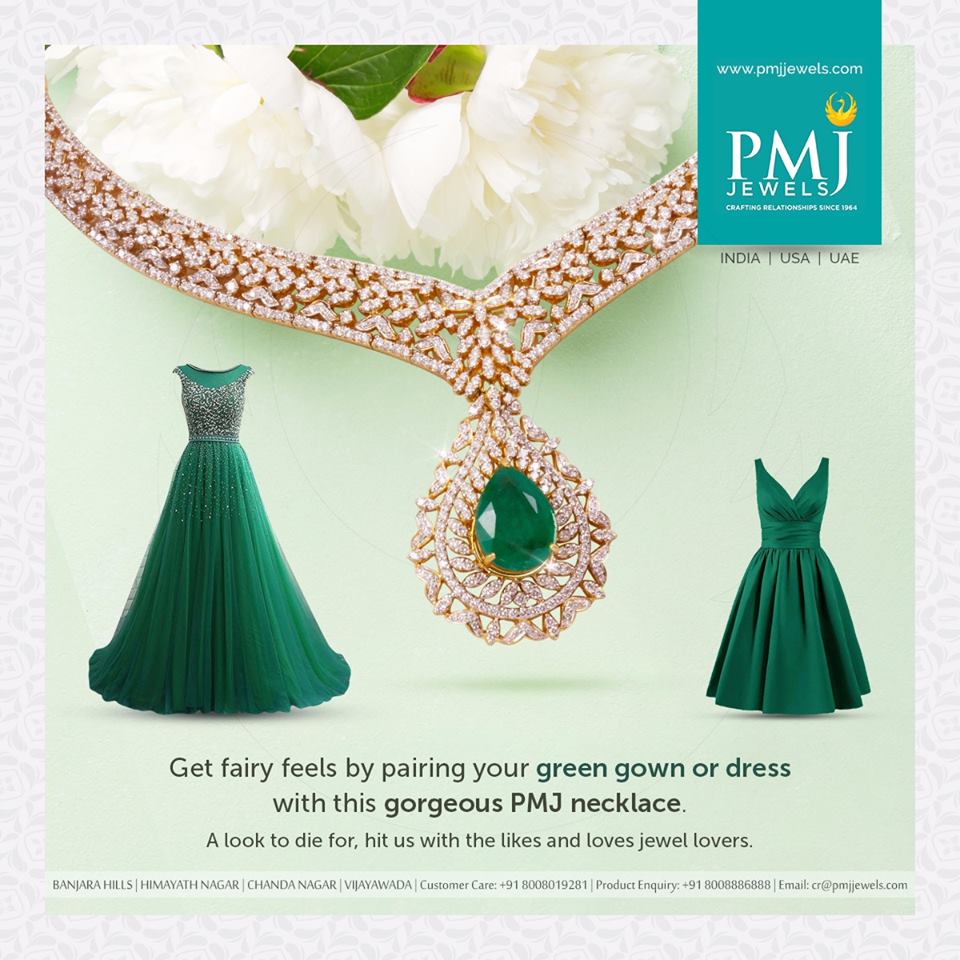 www.pmjjewels.com
PMJ
JEWELS
CRAFTING RELATIONSHIPS SINCE 1964
INDIA | USA | UAE
Get fairy feels by pairing your green gown or dress
with this gorgeous PMJ necklace.
A look to die for, hit us with the likes and loves jewel lovers.
BANJARA HILLS | HIMAYATH NAGAR | CHANDA NAGAR | VIJAYAWADA | Customer Care: +91 8008019281 | Product Enquiry: +91 8008886888 | Email: cr@pmjjewels.com